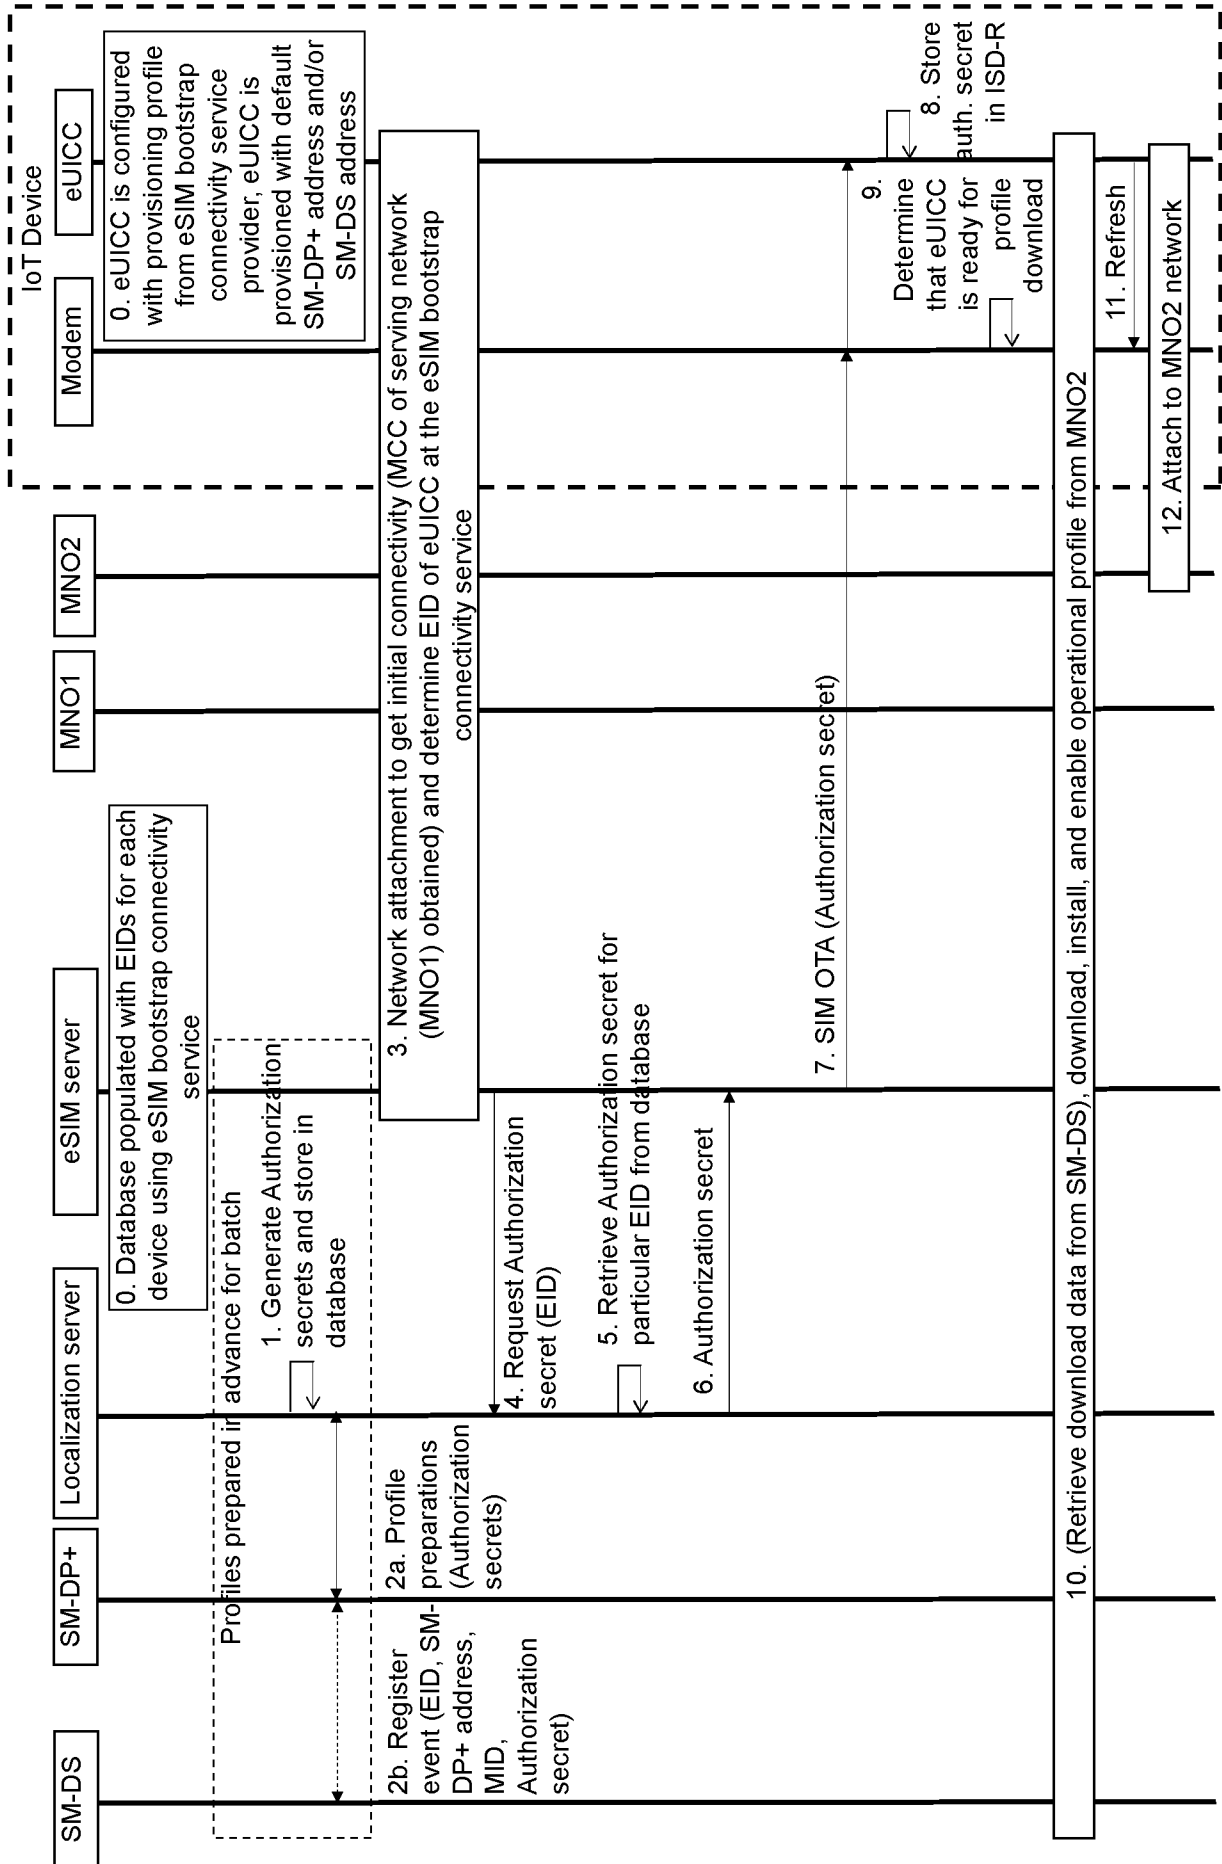 IoT Device
SM-DS
SM-DP+
Localization server
eSIM server
MNO1
MNO2
Modem
eUICC
0. Database populated with EIDs for each
device using eSIM bootstrap connectivity
service
0. eUICC is configured
with provisioning profile
from eSIM bootstrap
connectivity service
provider, eUICC is
provisioned with default
SM-DP+ address and/or
SM-DS address
Profiles prepared in advance for batch
1. Generate Authorization
secrets and store in
database
2a. Profile
preparations
(Authorization
secrets)
2b. Register
event (EID, SM-
DP+ address,
MID,
Authorization
secret)
3. Network attachment to get initial connectivity (MCC of serving network
(MNO1) obtained) and determine EID of eUICC at the eSIM bootstrap
connectivity service
4. Request Authorization
secret (EID)
5. Retrieve Authorization secret for
particular EID from database
6. Authorization secret
7. SIM OTA (Authorization secret)
8. Store
auth. secret
in ISD-R
9.
Determine
that eUICC
is ready for
profile
download
10. (Retrieve download data from SM-DS), download, install, and enable operational profile from MNO2
11. Refresh
12. Attach to MNO2 network